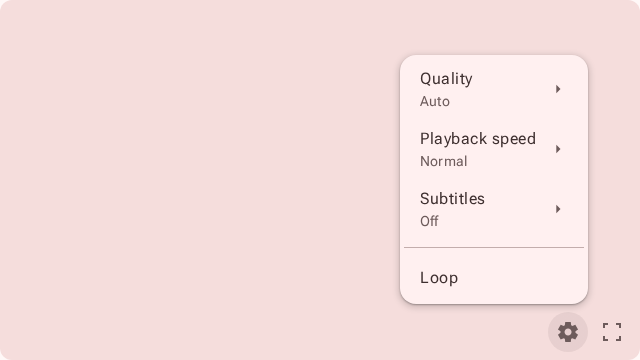 Quality
Auto
Playback speed
Normal
Subtitles
Off
Loop